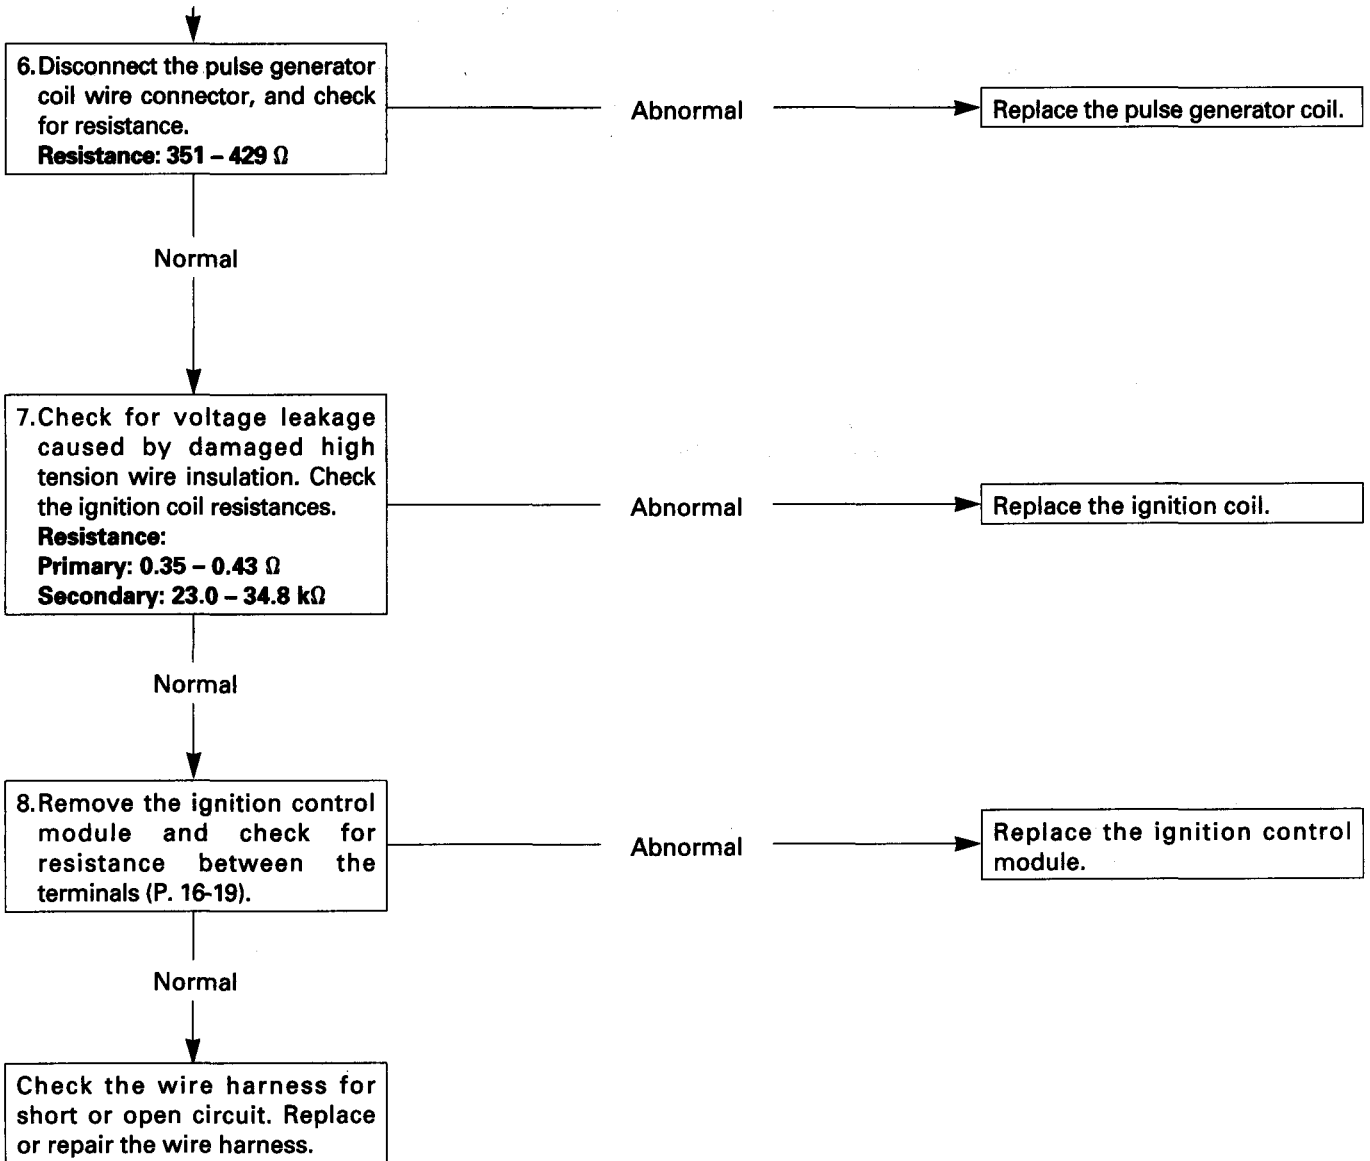 6.Disconnect the pulse generator
coil wire connector, and check
for resistance.
Resistance: 351 – 429 Ω
Abnormal
Replace the pulse generator coil.
Normal
7.Check for voltage leakage
caused by damaged high
tension wire insulation. Check
the ignition coil resistances.
Resistance:
Primary: 0.35 – 0.43 Ω
Secondary: 23.0 – 34.8 kΩ
Abnormal
Replace the ignition coil.
Normal
8.Remove the ignition control
module and check for
resistance between the
terminals (P. 16-19).
Abnormal
Replace the ignition control
module.
Normal
Check the wire harness for
short or open circuit. Replace
or repair the wire harness.